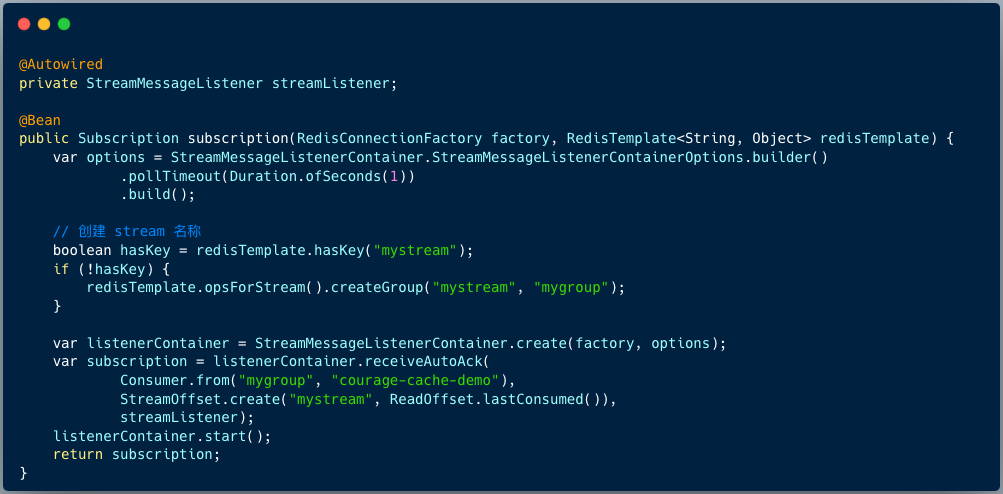 @Autowired
private StreamMessageListener streamListener;
@Bean
public Subscription subscription(RedisConnectionFactory factory, RedisTemplate<String, Object> redisTemplate) {
    var options = StreamMessageListenerContainer.StreamMessageListenerContainerOptions.builder()
            .pollTimeout(Duration.ofSeconds(1))
            .build();
    // 创建 stream 名称
    boolean hasKey = redisTemplate.hasKey("mystream");
    if (!hasKey) {
        redisTemplate.opsForStream().createGroup("mystream", "mygroup");
    }
    var listenerContainer = StreamMessageListenerContainer.create(factory, options);
    var subscription = listenerContainer.receiveAutoAck(
            Consumer.from("mygroup", "courage-cache-demo"),
            StreamOffset.create("mystream", ReadOffset.lastConsumed()),
            streamListener);
    listenerContainer.start();
    return subscription;
}